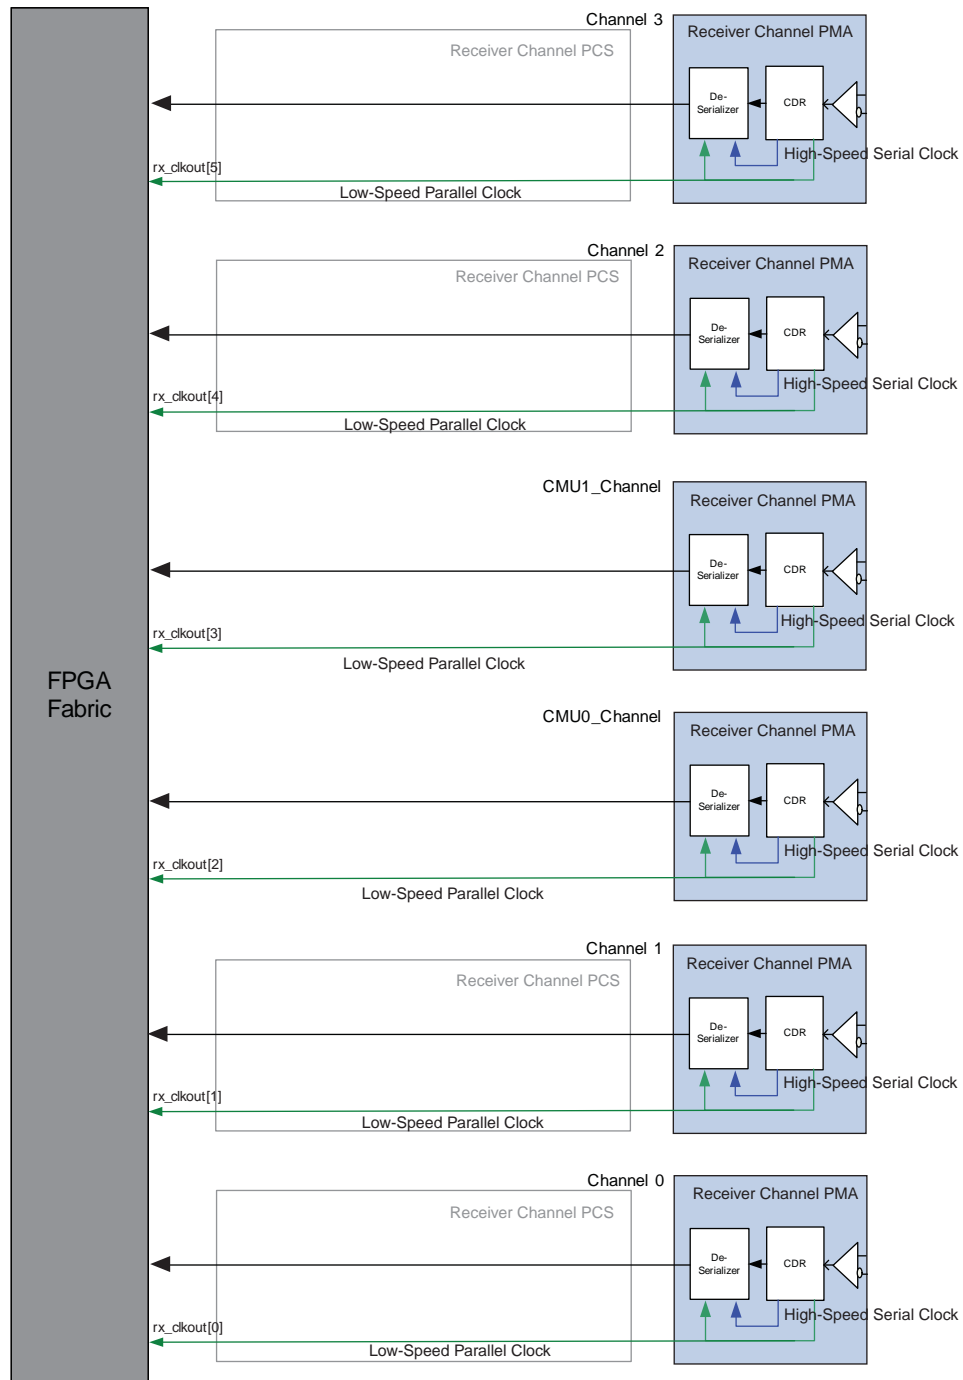 Channel 3
Receiver Channel PMA
Receiver Channel PCS
De-
Serializer
CDR
High-Speed Serial Clock
rx_clkout[5]
Low-Speed Parallel Clock
Channel 2
Receiver Channel PMA
Receiver Channel PCS
De-
Serializer
CDR
High-Speed Serial Clock
rx_clkout[4]
Low-Speed Parallel Clock
CMU1_Channel
Receiver Channel PMA
De-
Serializer
CDR
High-Speed Serial Clock
rx_clkout[3]
Low-Speed Parallel Clock
FPGA
Fabric
CMU0_Channel
Receiver Channel PMA
De-
Serializer
CDR
High-Speed Serial Clock
rx_clkout[2]
Low-Speed Parallel Clock
Channel 1
Receiver Channel PMA
Receiver Channel PCS
De-
Serializer
CDR
High-Speed Serial Clock
rx_clkout[1]
Low-Speed Parallel Clock
Channel 0
Receiver Channel PMA
Receiver Channel PCS
De-
Serializer
CDR
High-Speed Serial Clock
rx_clkout[0]
Low-Speed Parallel Clock